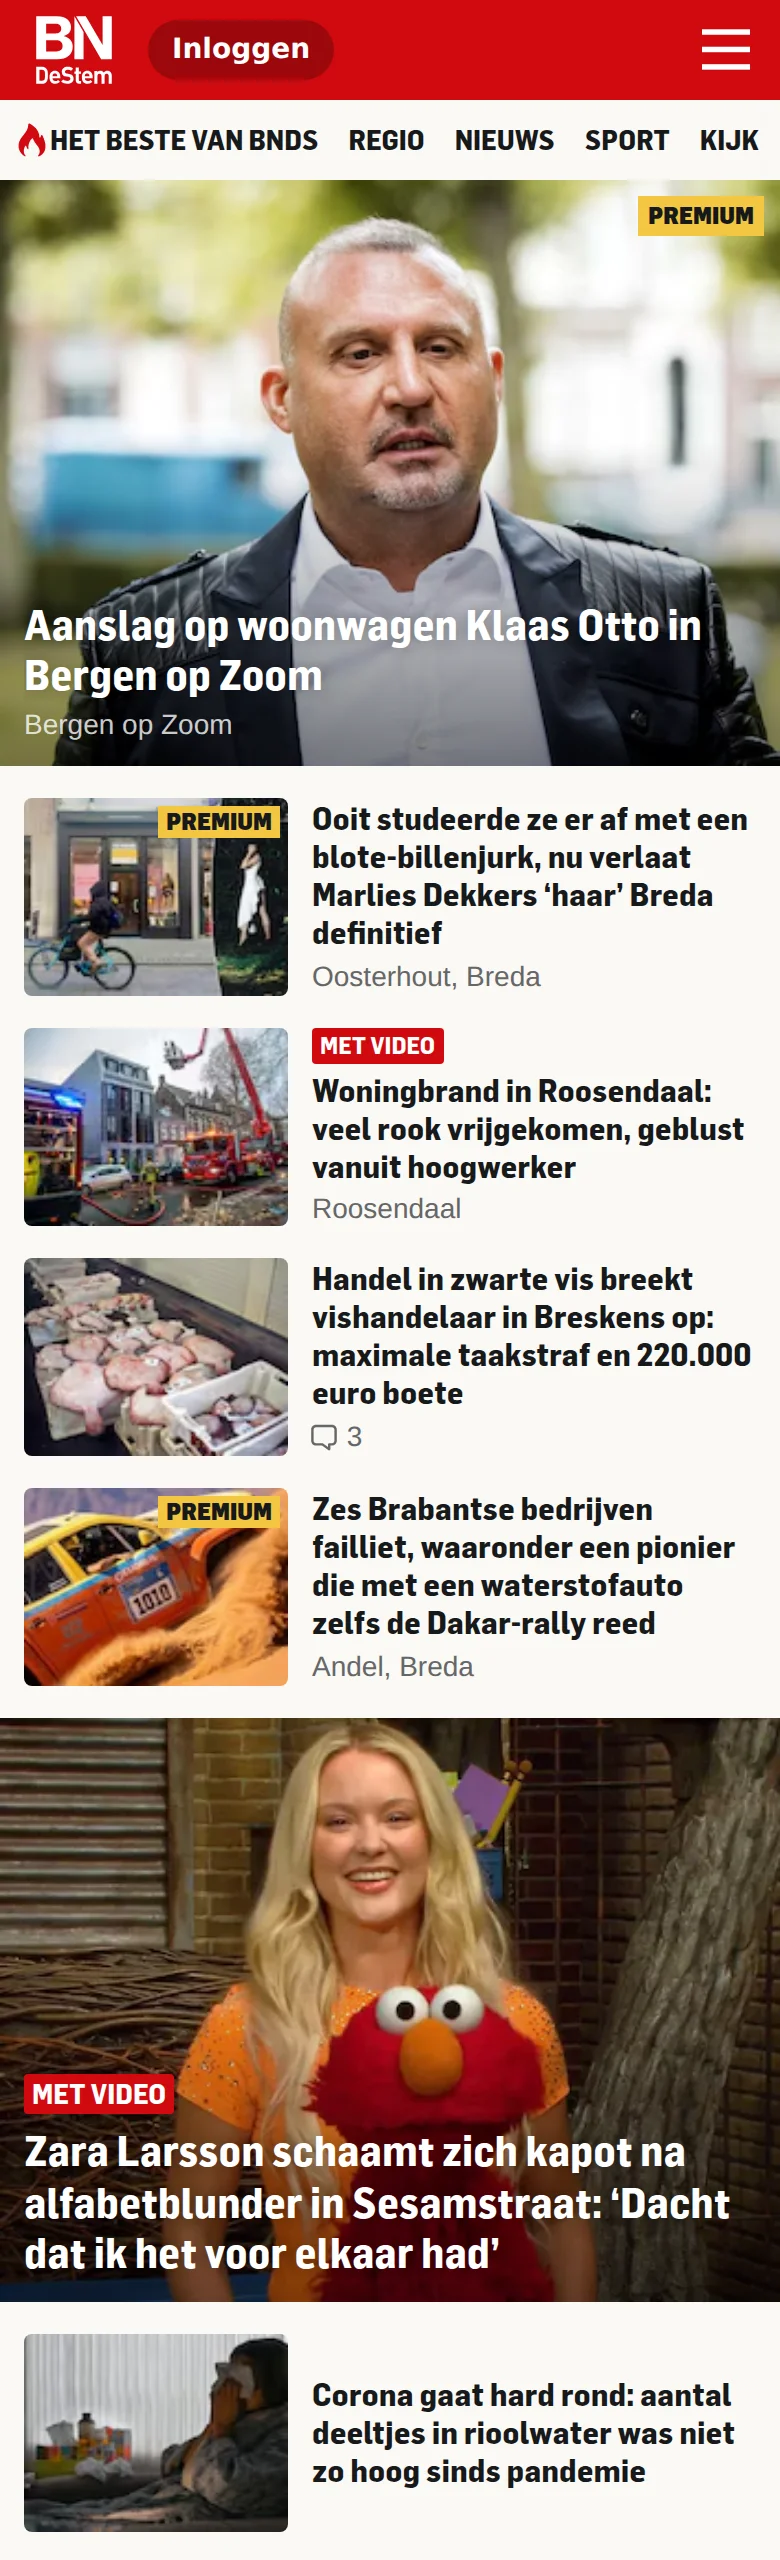 BN
DeStem
Inloggen
HET BESTE VAN BNDS REGIO NIEUWS SPORT KIJK
PREMIUM
Aanslag op woonwagen Klaas Otto in
Bergen op Zoom
Bergen op Zoom
PREMIUM
Ooit studeerde ze er af met een
blote-billenjurk, nu verlaat
Marlies Dekkers ‘haar’ Breda
definitief
Oosterhout, Breda
MET VIDEO
Woningbrand in Roosendaal:
veel rook vrijgekomen, geblust
vanuit hoogwerker
Roosendaal
Handel in zwarte vis breekt
vishandelaar in Breskens op:
maximale taakstraf en 220.000
euro boete
3
PREMIUM
1010
Zes Brabantse bedrijven
failliet, waaronder een pionier
die met een waterstofauto
zelfs de Dakar-rally reed
Andel, Breda
MET VIDEO
Zara Larsson schaamt zich kapot na
alfabetblunder in Sesamstraat: ‘Dacht
dat ik het voor elkaar had’
Corona gaat hard rond: aantal
deeltjes in rioolwater was niet
zo hoog sinds pandemie